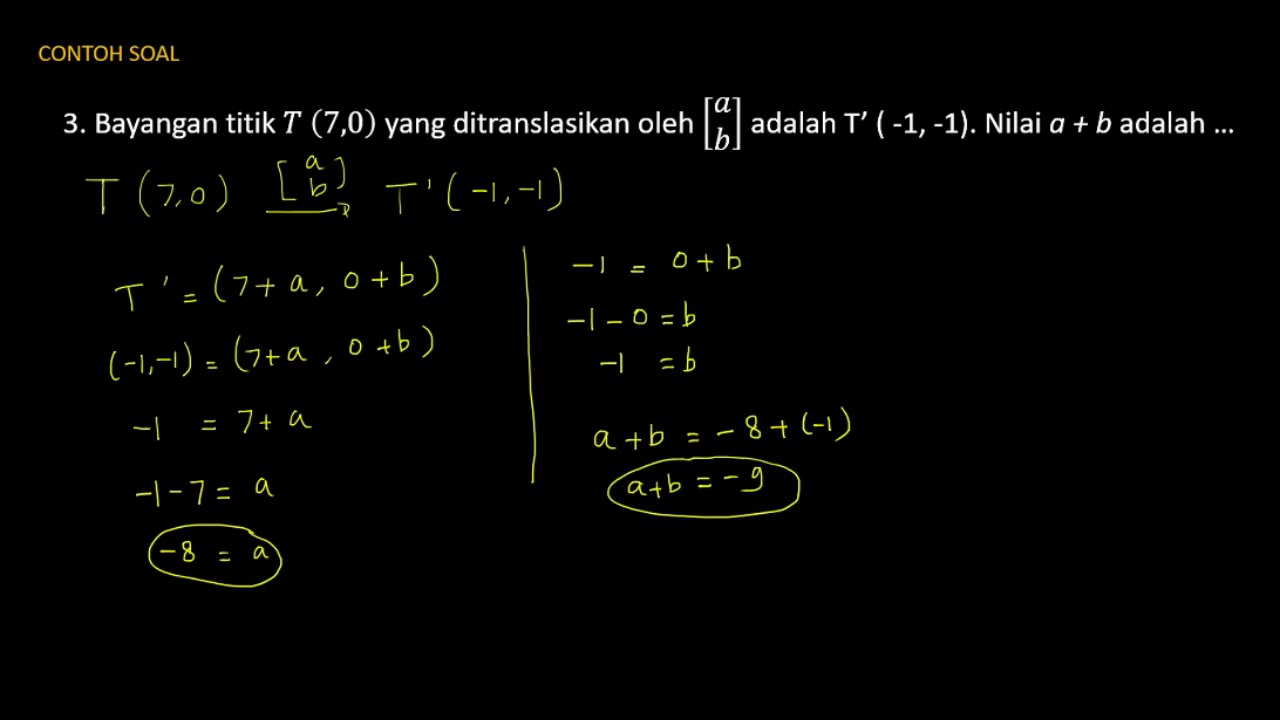 CONTOH SOAL
3. Bayangan titik T (7,0) yang ditranslasikan oleh [a b] adalah T’ ( -1, -1). Nilai a + b adalah ...
T (7,0) [a b] → T' (-1,-1)
T' = (7+a, 0+b)
(-1,-1) = (7+a, 0+b)
-1 = 7+a
-1-7 = a
-8 = a
-1 = 0+b
-1-0 = b
-1 = b
a+b = -8+(-1)
a+b = -9